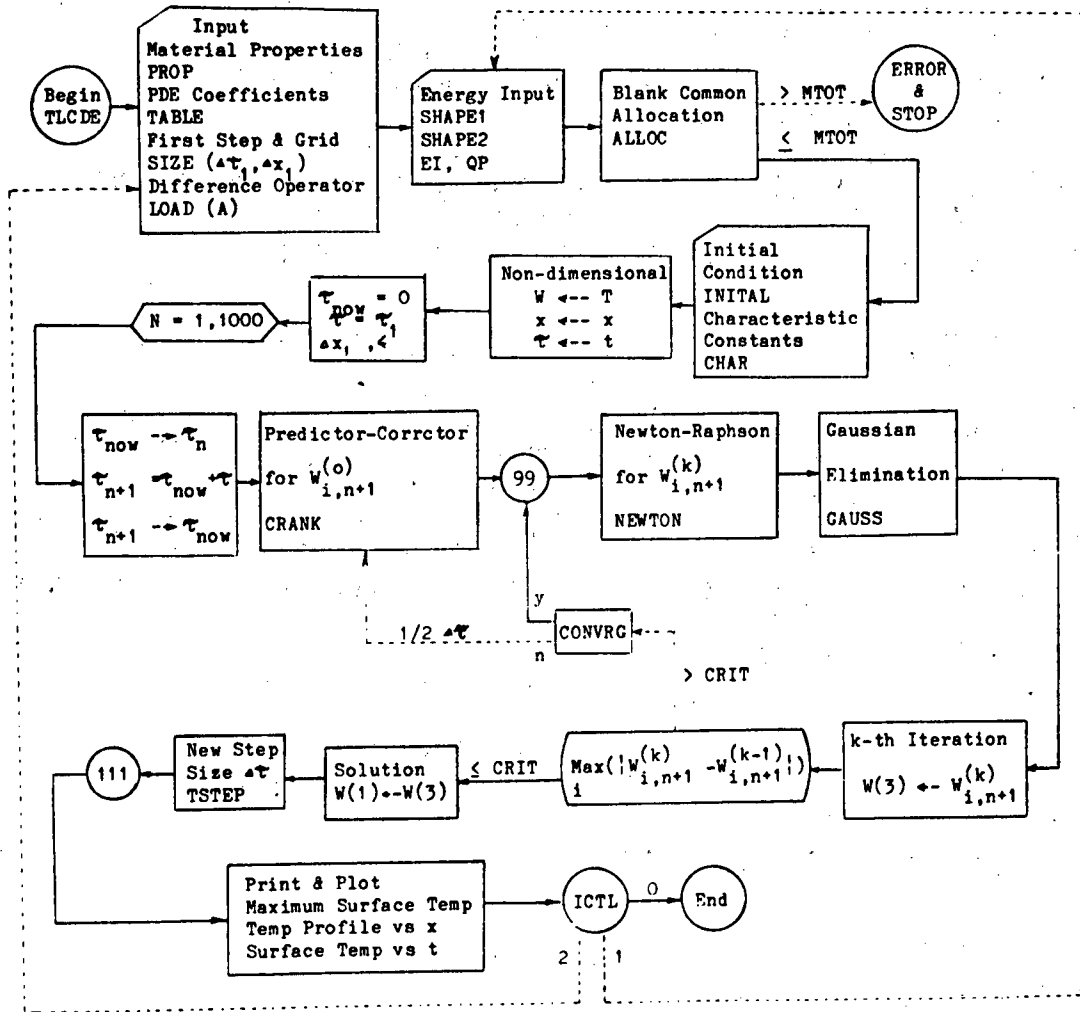 Begin
TLCDE
Input
Material Properties
PROP
PDE Coefficients
TABLE
First Step & Grid
SIZE (Δτ₁, Δx₁)
Difference Operator
LOAD (A)
Energy Input
SHAPE1
SHAPE2
EI, QP
Blank Common
Allocation
ALLOC
> MTOT
≤ MTOT
ERROR
&
STOP
Initial
Condition
INITAL
Characteristic
Constants
CHAR
Non-dimensional
W <-- T
x <-- x
τ <-- t
τnow = 0
τ = τ₁
Δx₁,
N = 1,1000
τnow --> τn
τn+1 = τnow +τ
τn+1 --> τnow
Predictor-Corrctor
for W(o)i,n+1
CRANK
99
Newton-Raphson
for W(k)i,n+1
NEWTON
Gaussian
Elimination
GAUSS
y
1/2 Δτ
n
CONVRG
> CRIT
111
New Step
Size Δτ
TSTEP
Solution
W(1)<-W(3)
≤ CRIT
Max(|W(k)i,n+1 -W(k-1)i,n+1|)
i
k-th Iteration
W(3) <-- W(k)i,n+1
Print & Plot
Maximum Surface Temp
Temp Profile vs x
Surface Temp vs t
ICTL
0
End
2
1